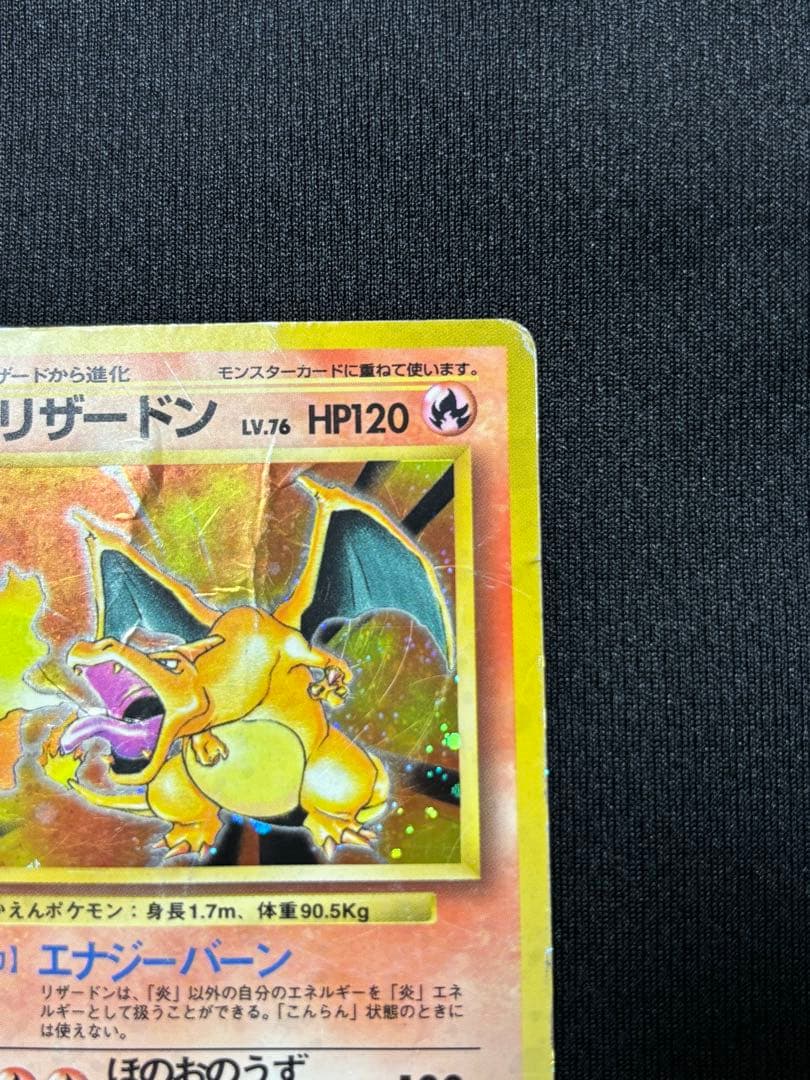 ザードから進化
モンスターカードに重ねて使います。
リザードン LV.76 HP120
かえんポケモン：身長1.7m、体重90.5Kg
エナジーバーン
リザードンは、「炎」以外の自分のエネルギーを「炎」エネ
ルギーとして扱うことができる。「こんらん」状態のときに
は使えない。
ほのおのうず